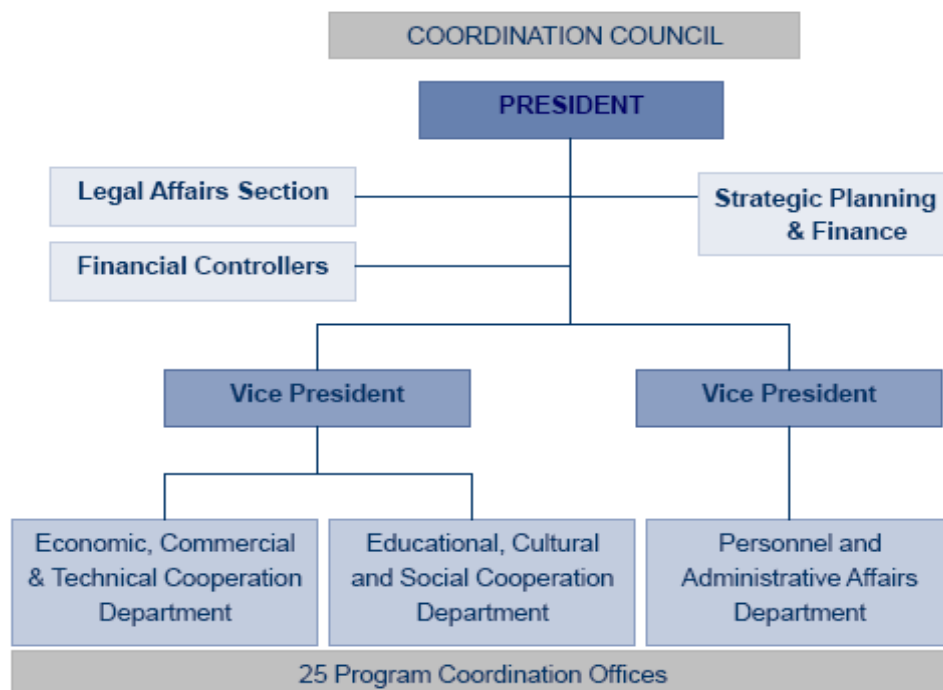 COORDINATION COUNCIL
PRESIDENT
Legal Affairs Section
Strategic Planning
& Finance
Financial Controllers
Vice President
Vice President
Economic, Commercial
& Technical Cooperation
Department
Educational, Cultural
and Social Cooperation
Department
Personnel and
Administrative Affairs
Department
25 Program Coordination Offices